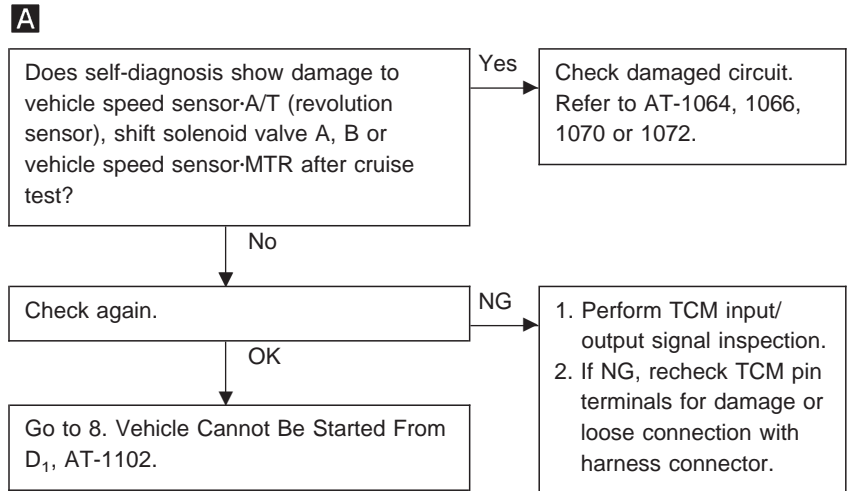 A
Does self-diagnosis show damage to
vehicle speed sensor·A/T (revolution
sensor), shift solenoid valve A, B or
vehicle speed sensor·MTR after cruise
test?
Yes
Check damaged circuit.
Refer to AT-1064, 1066,
1070 or 1072.
No
Check again.
NG
1. Perform TCM input/
output signal inspection.
2. If NG, recheck TCM pin
terminals for damage or
loose connection with
harness connector.
OK
Go to 8. Vehicle Cannot Be Started From
D₁, AT-1102.